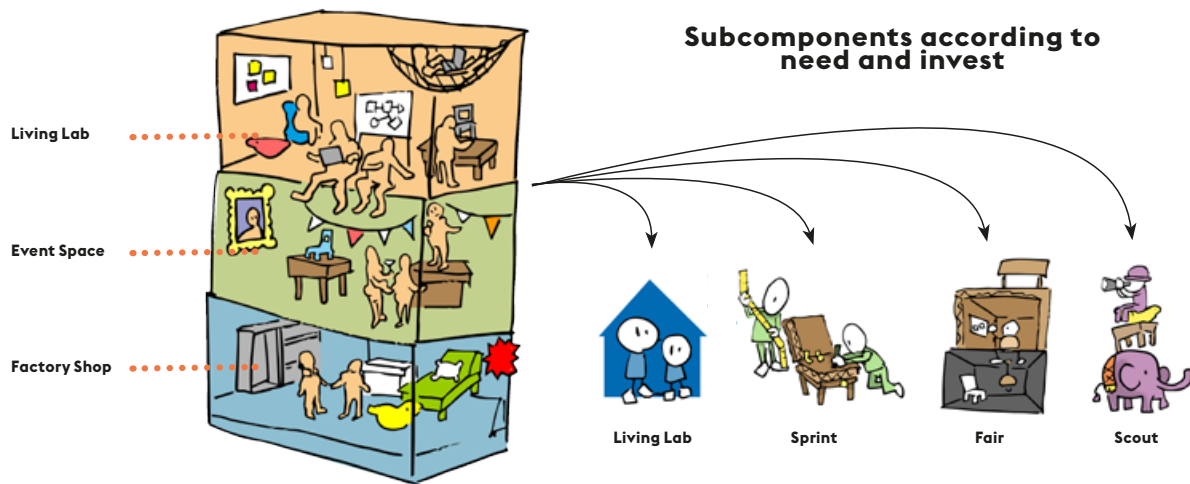 Subcomponents according to
need and invest
Living Lab
Event Space
Factory Shop
Living Lab
Sprint
Fair
Scout